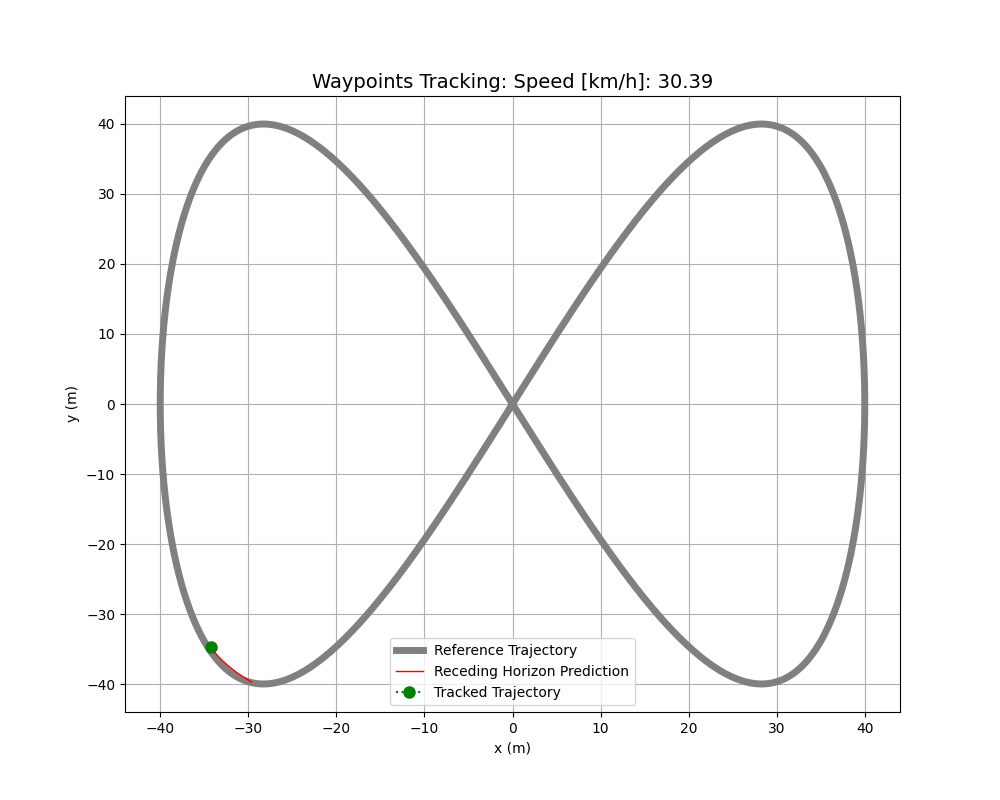 Waypoints Tracking: Speed [km/h]: 30.39
40
30
20
10
0
−10
−20
−30
−40
y (m)
Reference Trajectory
Receding Horizon Prediction
Tracked Trajectory
−40 −30 −20 −10 0 10 20 30 40
x (m)